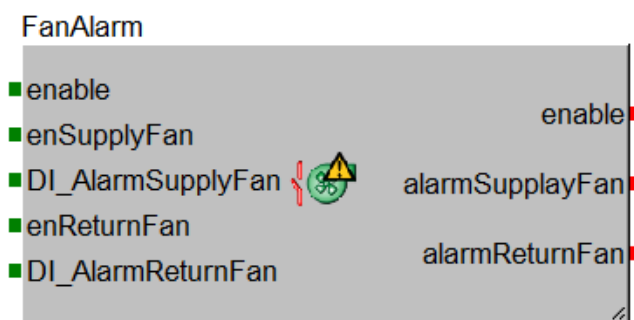 FanAlarm
enable
enSupplyFan
DI_AlarmSupplyFan
enReturnFan
DI_AlarmReturnFan
enable
alarmSupplayFan
alarmReturnFan